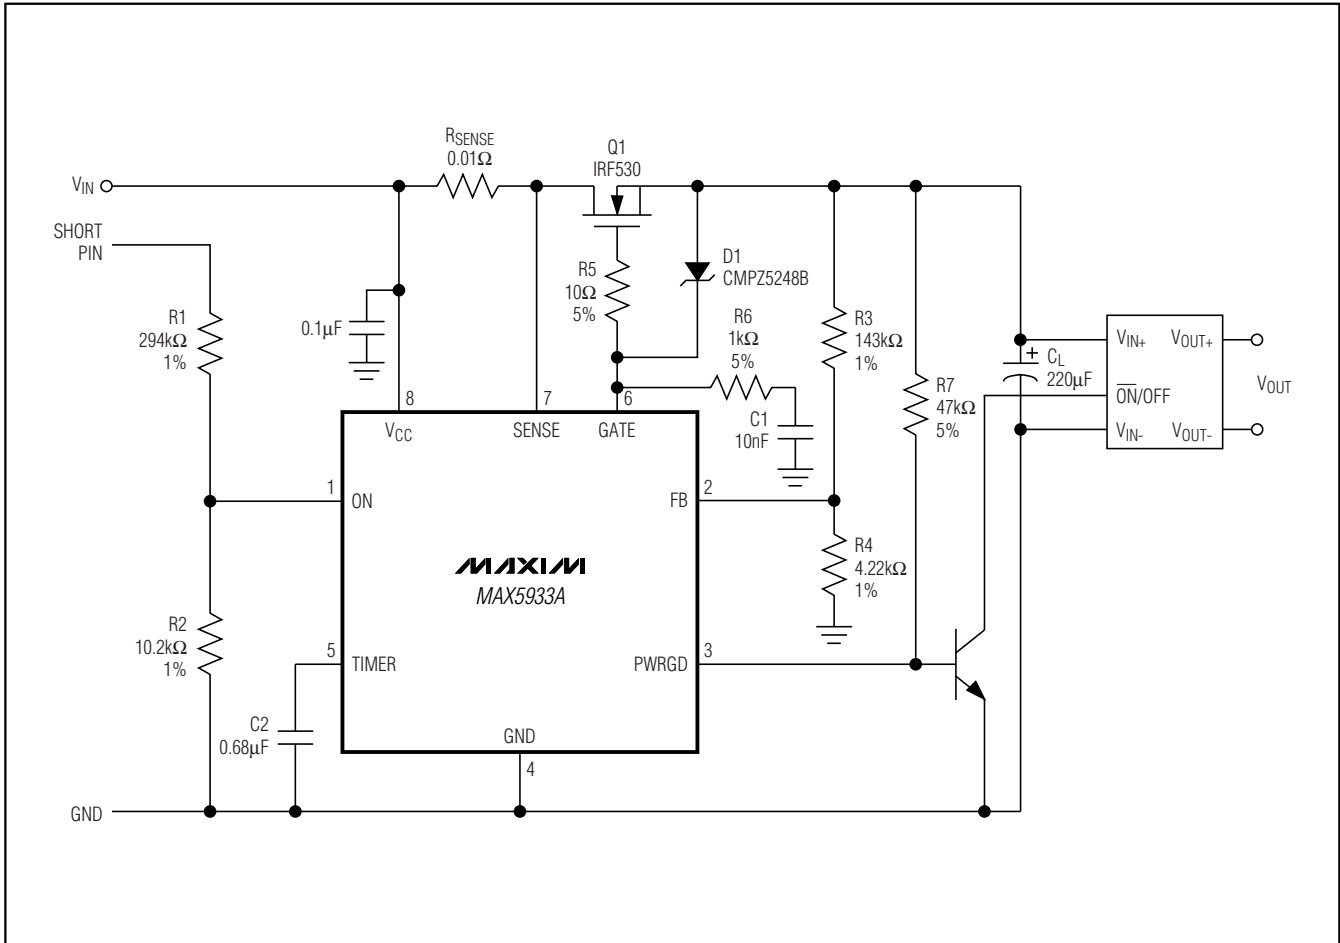 RSENSE
0.01Ω
Q1
IRF530
VIN
SHORT
PIN
R1
294kΩ
1%
0.1µF
R5
10Ω
5%
D1
CMPZ5248B
R6
1kΩ
5%
R3
143kΩ
1%
C1
10nF
R7
47kΩ
5%
+
CL
220µF
VIN+
VOUT+
O̅N̅/OFF
VIN-
VOUT-
VOUT
8
7
6
VCC
SENSE
GATE
1
ON
2
FB
MAXIM
MAX5933A
R4
4.22kΩ
1%
R2
10.2kΩ
1%
5
TIMER
3
PWRGD
C2
0.68µF
GND
4
GND